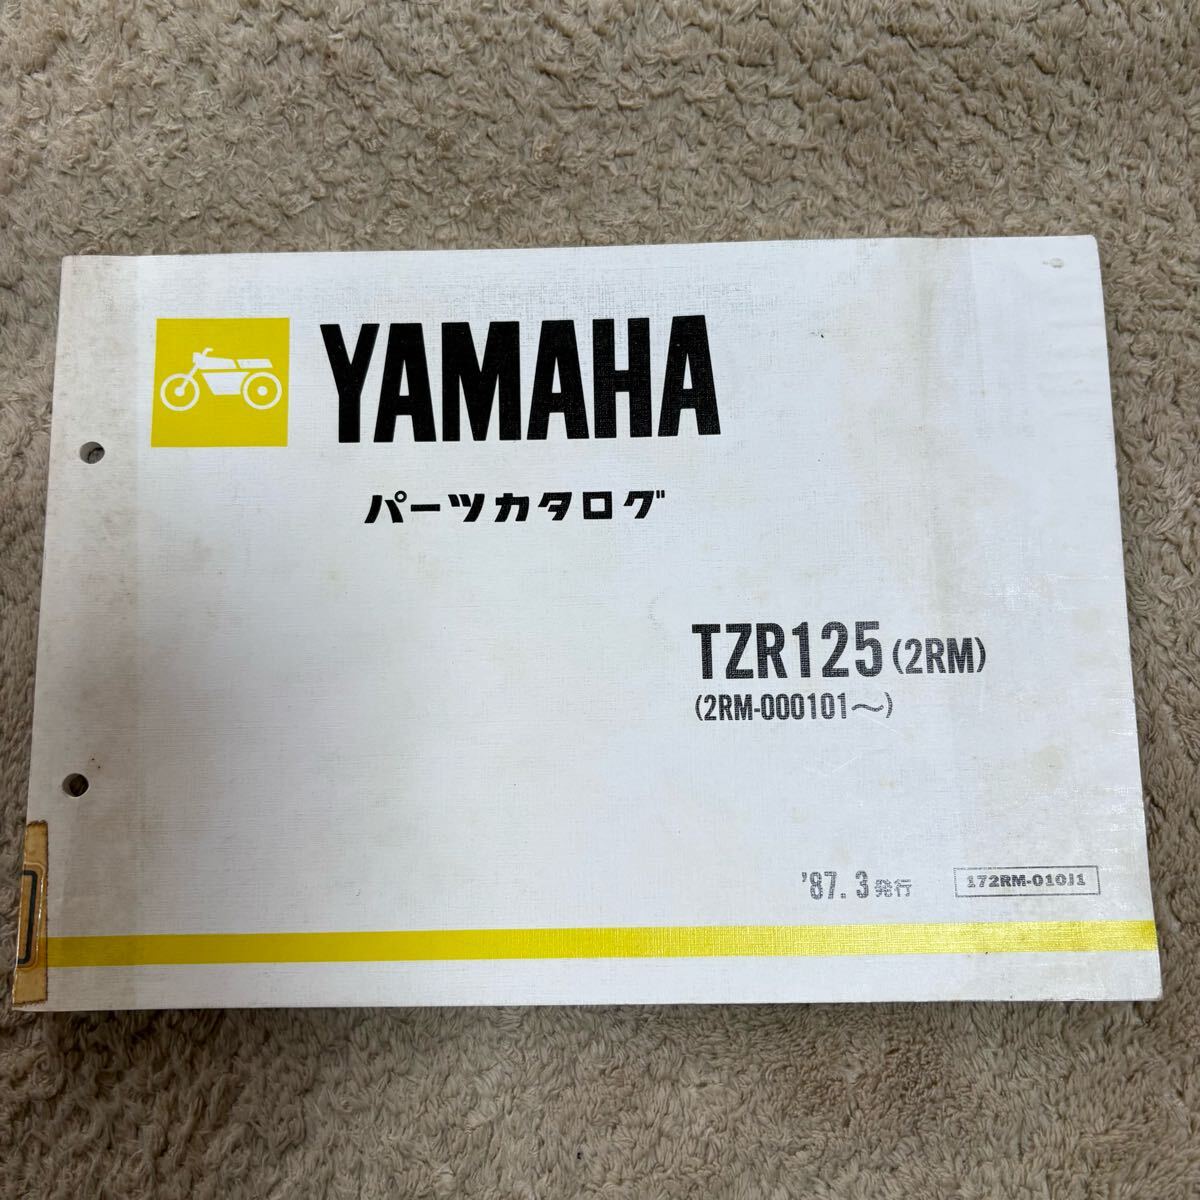 YAMAHA
パーツカタログ
TZR125 (2RM)
(2RM-000101～)
'87.3発行
172RM-010J1